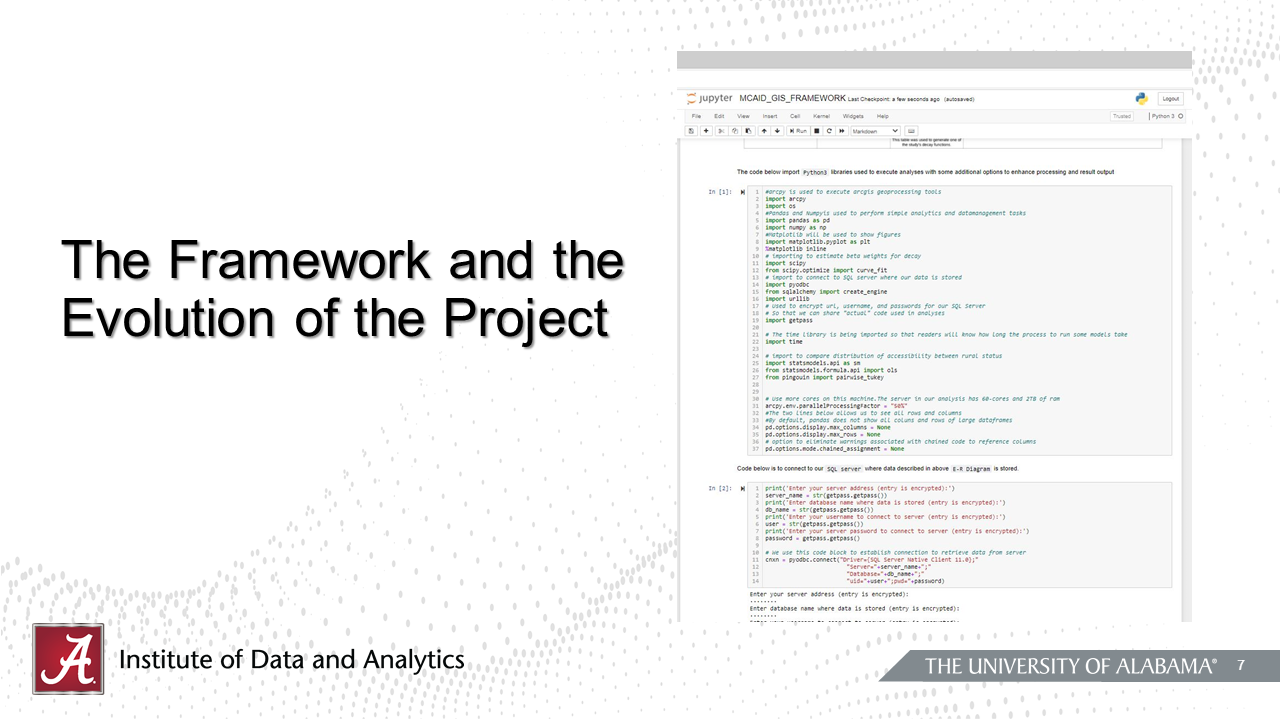 The Framework and the
Evolution of the Project
jupyter MCAID_GIS_FRAMEWORK Last Checkpoint: a few seconds ago (autosaved)
Logout
File Edit View Insert Cell Kernel Widgets Help
Trusted
Python 3
Run
Markdown
This table was used to generate one of
the study's decay functions.
The code below import Python3 libraries used to execute analyses with some additional options to enhance processing and result output
In [1]:
1 #arcpy is used to execute arcgis geoprocessing tools
2 import arcpy
3 import os
4 #Pandas and Numpyis used to perform simple analytics and datamanagement tasks
5 import pandas as pd
6 import numpy as np
7 #Matplotlib will be used to show figures
8 import matplotlib.pyplot as plt
9 %matplotlib inline
10 # importing to estimate beta weights for decay
11 import scipy
12 from scipy.optimize import curve_fit
13 # import to connect to SQL server where our data is stored
14 import pyodbc
15 from sqlalchemy import create_engine
16 import urllib
17 # used to encrypt url, username, and passwords for our SQL Server
18 # So that we can share "actual" code used in analyses
19 import getpass
20
21 # The time library is being imported so that readers will know how long the process to run some models take
22 import time
23
24 # import to compare distribution of accessibility between rural status
25 import statsmodels.api as sm
26 from statsmodels.formula.api import ols
27 from pingouin import pairwise_tukey
28
29
30 # use more cores on this machine.The server in our analysis has 60-cores and 2TB of ram
31 arcpy.env.parallelProcessingFactor = "50%"
32 #The two lines below allow us to see all rows and columns
33 #By default, pandas does not show all colums and rows of large dataframes
34 pd.options.display.max_columns = None
35 pd.options.display.max_rows = None
36 # option to eliminate warnings associated with chained code to reference columns
37 pd.options.mode.chained_assignment = None
Code below is to connect to our SQL server where data described in above E-R Diagram is stored.
In [2]:
1 print('Enter your server address (entry is encrypted):')
2 server_name = str(getpass.getpass())
3 print('Enter database name where data is stored (entry is encrypted):')
4 db_name = str(getpass.getpass())
5 print('Enter your username to connect to server (entry is encrypted):')
6 user = str(getpass.getpass())
7 print('Enter your server password to connect to server (entry is encrypted):')
8 password = getpass.getpass()
9
10 # we use this code block to establish connection to retrieve data from server
11 cnxn = pyodbc.connect("Driver={SQL Server Native Client 11.0};"
12 "Server="+server_name+";"
13 "Database="+db_name+";"
14 "uid="+user+";pwd="+password)
Enter your server address (entry is encrypted):
········
Enter database name where data is stored (entry is encrypted):
········
A
Institute of Data and Analytics
THE UNIVERSITY OF ALABAMA®
7